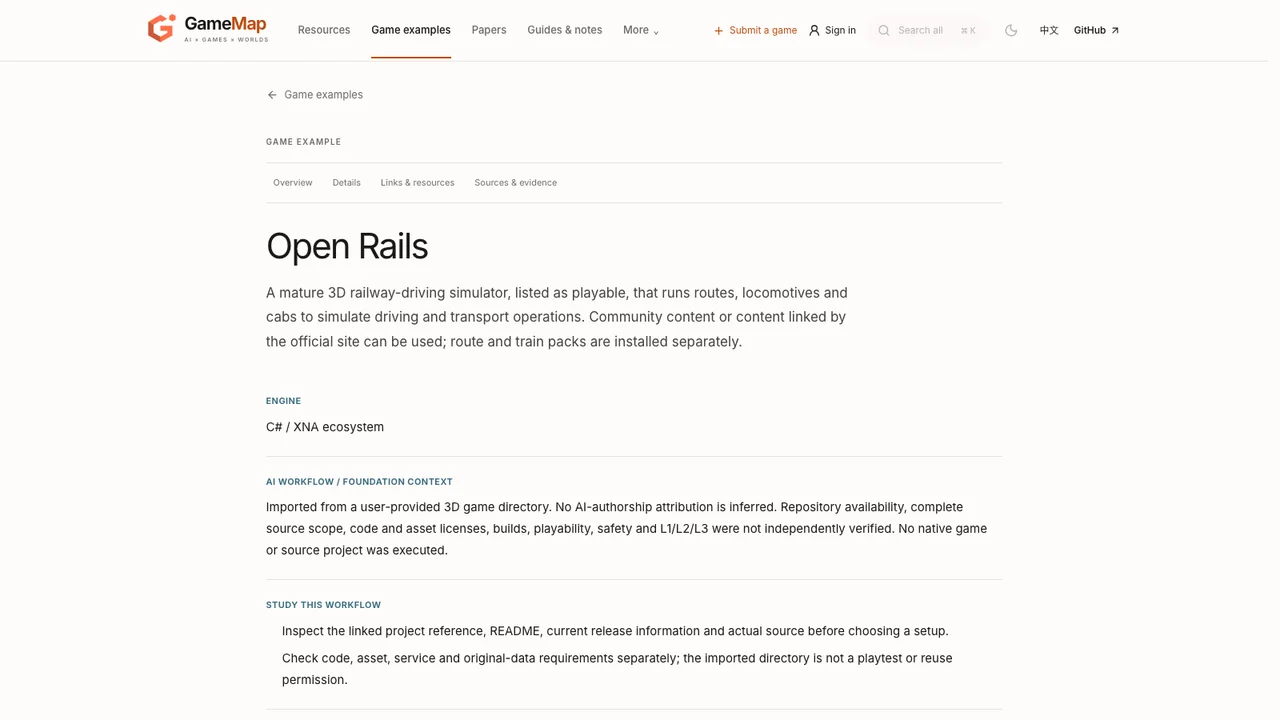 GameMap
AI × GAMES × WORLDS
Resources
Game examples
Papers
Guides & notes
More
+ Submit a game
Sign in
Search all
⌘ K
中文
GitHub ↗
← Game examples
GAME EXAMPLE
Overview
Details
Links & resources
Sources & evidence
Open Rails
A mature 3D railway-driving simulator, listed as playable, that runs routes, locomotives and
cabs to simulate driving and transport operations. Community content or content linked by
the official site can be used; route and train packs are installed separately.
ENGINE
C# / XNA ecosystem
AI WORKFLOW / FOUNDATION CONTEXT
Imported from a user-provided 3D game directory. No AI-authorship attribution is inferred. Repository availability, complete
source scope, code and asset licenses, builds, playability, safety and L1/L2/L3 were not independently verified. No native game
or source project was executed.
STUDY THIS WORKFLOW
Inspect the linked project reference, README, current release information and actual source before choosing a setup.
Check code, asset, service and original-data requirements separately; the imported directory is not a playtest or reuse
permission.